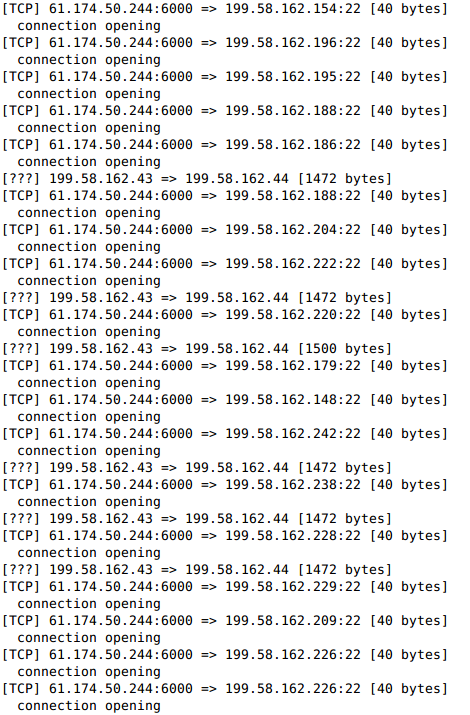 [TCP] 61.174.50.244:6000 => 199.58.162.154:22 [40 bytes]
connection opening
[TCP] 61.174.50.244:6000 => 199.58.162.196:22 [40 bytes]
connection opening
[TCP] 61.174.50.244:6000 => 199.58.162.195:22 [40 bytes]
connection opening
[TCP] 61.174.50.244:6000 => 199.58.162.188:22 [40 bytes]
connection opening
[TCP] 61.174.50.244:6000 => 199.58.162.186:22 [40 bytes]
connection opening
[???] 199.58.162.43 => 199.58.162.44 [1472 bytes]
[TCP] 61.174.50.244:6000 => 199.58.162.188:22 [40 bytes]
connection opening
[TCP] 61.174.50.244:6000 => 199.58.162.204:22 [40 bytes]
connection opening
[TCP] 61.174.50.244:6000 => 199.58.162.222:22 [40 bytes]
connection opening
[???] 199.58.162.43 => 199.58.162.44 [1472 bytes]
[TCP] 61.174.50.244:6000 => 199.58.162.220:22 [40 bytes]
connection opening
[???] 199.58.162.43 => 199.58.162.44 [1500 bytes]
[TCP] 61.174.50.244:6000 => 199.58.162.179:22 [40 bytes]
connection opening
[TCP] 61.174.50.244:6000 => 199.58.162.148:22 [40 bytes]
connection opening
[TCP] 61.174.50.244:6000 => 199.58.162.242:22 [40 bytes]
connection opening
[???] 199.58.162.43 => 199.58.162.44 [1472 bytes]
[TCP] 61.174.50.244:6000 => 199.58.162.238:22 [40 bytes]
connection opening
[???] 199.58.162.43 => 199.58.162.44 [1472 bytes]
[TCP] 61.174.50.244:6000 => 199.58.162.228:22 [40 bytes]
connection opening
[???] 199.58.162.43 => 199.58.162.44 [1472 bytes]
[TCP] 61.174.50.244:6000 => 199.58.162.229:22 [40 bytes]
connection opening
[TCP] 61.174.50.244:6000 => 199.58.162.209:22 [40 bytes]
connection opening
[TCP] 61.174.50.244:6000 => 199.58.162.226:22 [40 bytes]
connection opening
[TCP] 61.174.50.244:6000 => 199.58.162.226:22 [40 bytes]
connection opening